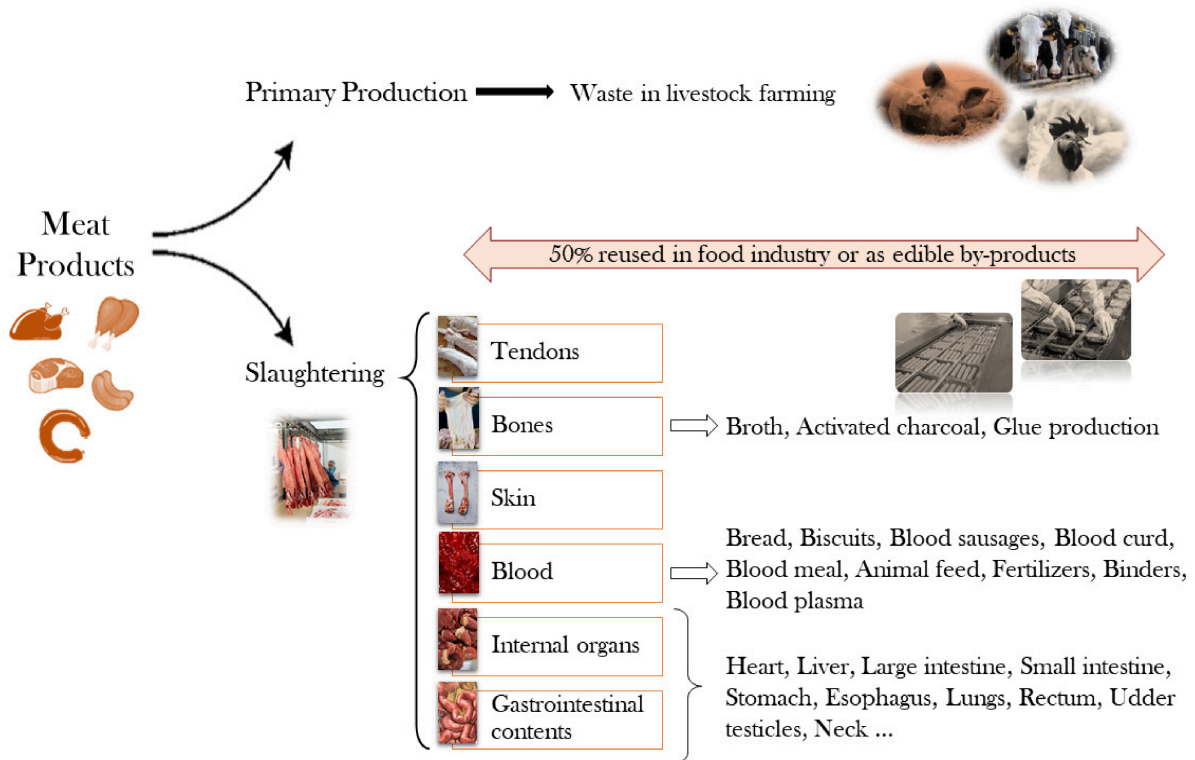 Primary Production
Waste in livestock farming
Meat
Products
50% reused in food industry or as edible by-products
Slaughtering
Tendons
Bones
Broth, Activated charcoal, Glue production
Skin
Blood
Bread, Biscuits, Blood sausages, Blood curd,
Blood meal, Animal feed, Fertilizers, Binders,
Blood plasma
Internal organs
Gastrointestinal
contents
Heart, Liver, Large intestine, Small intestine,
Stomach, Esophagus, Lungs, Rectum, Udder
testicles, Neck ...